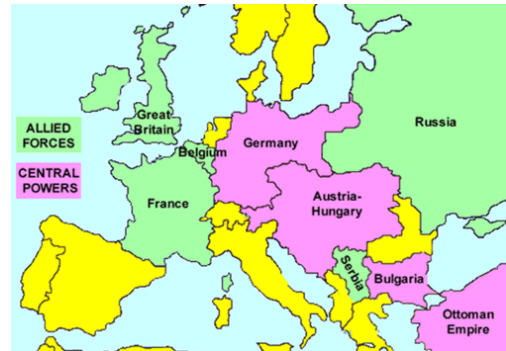 Great
Britain
Russia
ALLIED
FORCES
Belgium
Germany
CENTRAL
POWERS
France
Austria-
Hungary
Serbia
Bulgaria
Ottoman
Empire